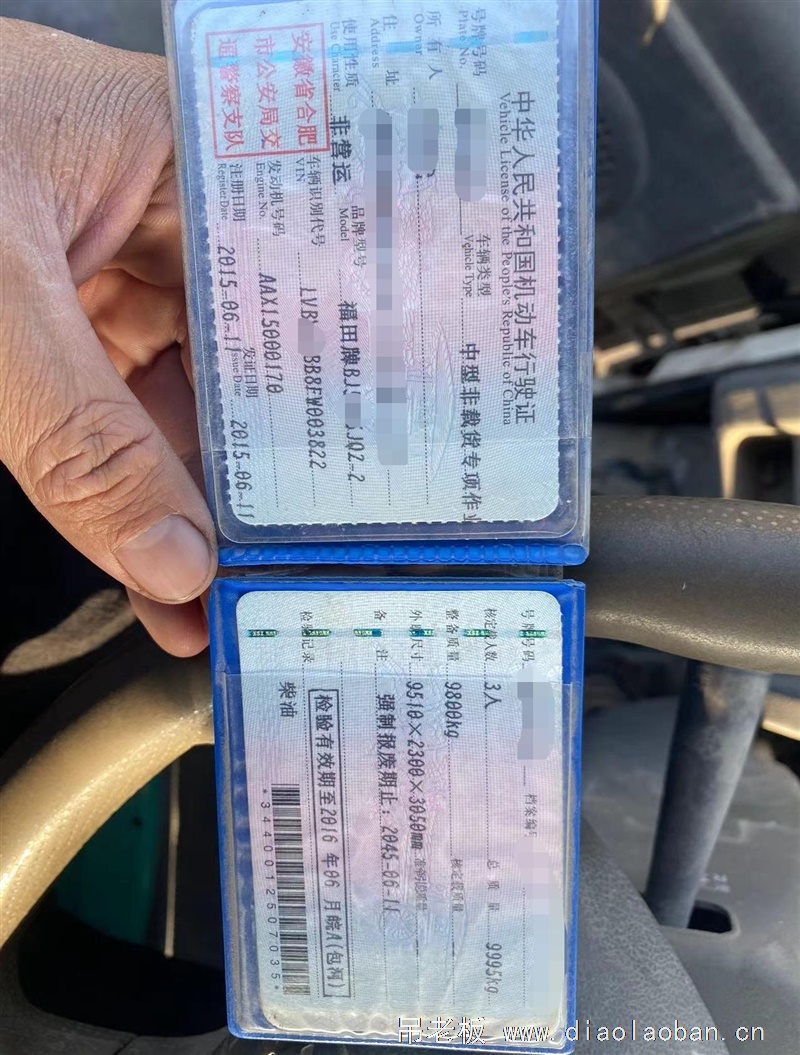 中华人民共和国机动车行驶证
Vehicle License of the People's Republic of China
号牌号码
Plate No.
车辆类型
Vehicle Type
中型非载货专项作业
所有人
Owner
住址
Address
使用性质
Use Character
非营运
品牌型号
Model
福田牌BJ5 JQZ-2
安徽省合肥
市公安局交
通警察支队
车辆识别代号
VIN
LVB BB8FW003822
发动机号码
Engine No.
AAX15000170
注册日期
Register Date
2015-06-11
发证日期
Issue Date
2015-06-11
号牌号码
档案编号
核定载人数
3人
总质量
9995kg
整备质量
9800kg
核定载质量
外廓尺寸
9510×2300×3050mm
准牵引总质量
备注
强制报废期止：2045-06-11
检验有效期至2016年06月皖A(包河)
检验记录
柴油
*3440012507035*
吊老板 www.diaolaoban.cn